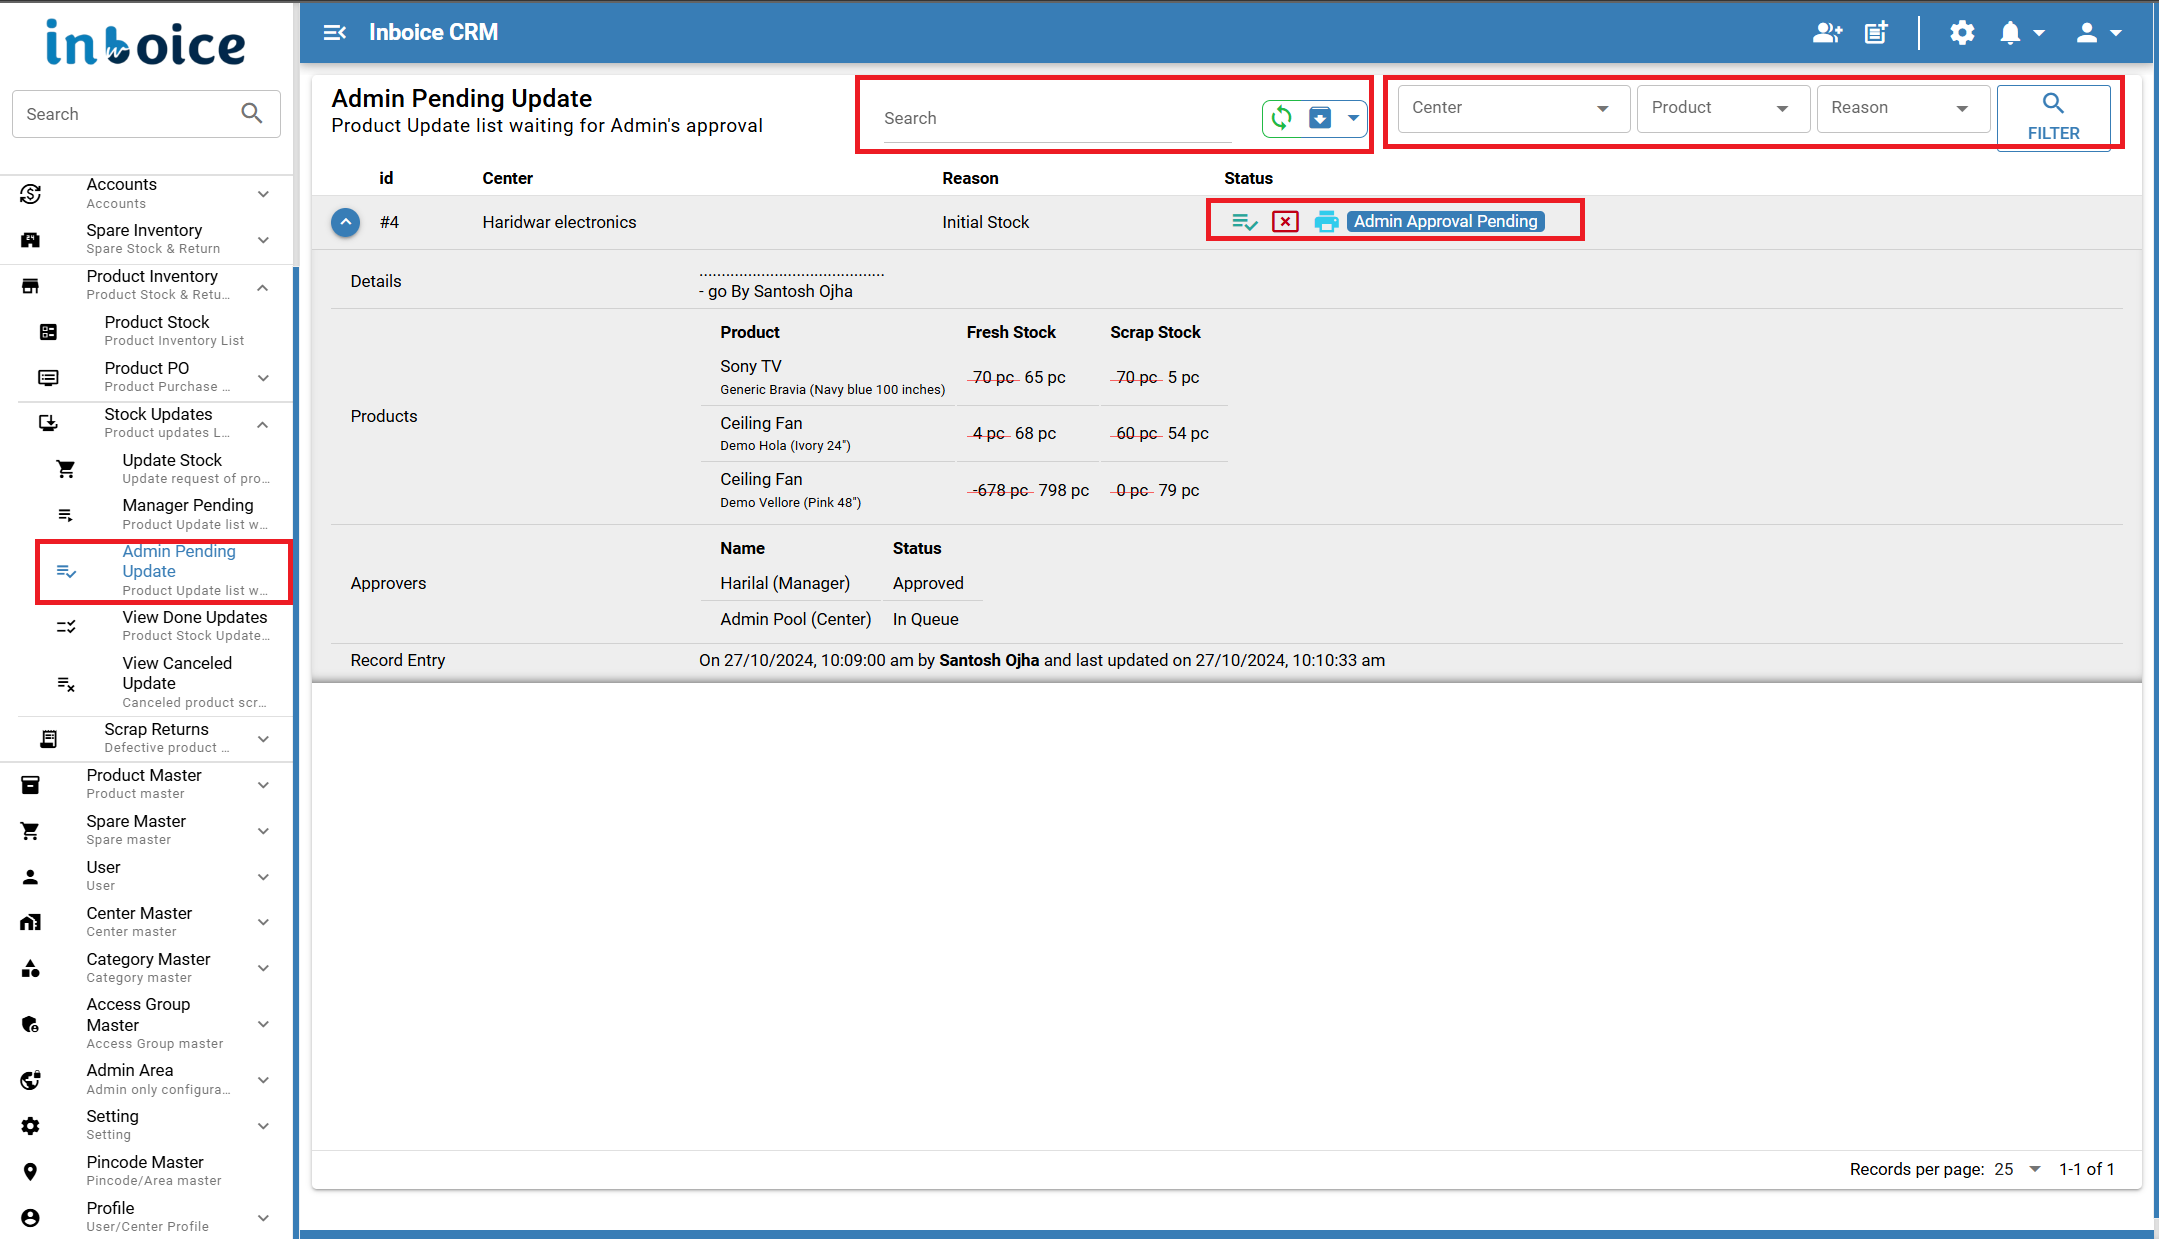 inboice
Search
Accounts
Accounts
Spare Inventory
Spare Stock & Return
Product Inventory
Product Stock & Retu...
Product Stock
Product Inventory List
Product PO
Product Purchase ...
Stock Updates
Product updates L...
Update Stock
Update request of pro...
Manager Pending
Product Update list w...
Admin Pending
Update
Product Update list w...
View Done Updates
Product Stock Update...
View Canceled
Update
Canceled product scr...
Scrap Returns
Defective product ...
Product Master
Product master
Spare Master
Spare master
User
User
Center Master
Center master
Category Master
Category master
Access Group
Master
Access Group master
Admin Area
Admin only configura...
Setting
Setting
Pincode Master
Pincode/Area master
Profile
User/Center Profile
Inboice CRM
Admin Pending Update
Product Update list waiting for Admin's approval
Search
Center
Product
Reason
FILTER
id Center Reason Status
#4 Haridwar electronics Initial Stock Admin Approval Pending
Details
..........................................
- go By Santosh Ojha
Products
Product Fresh Stock Scrap Stock
Sony TV
Generic Bravia (Navy blue 100 inches)
70 pc 65 pc 70 pc 5 pc
Ceiling Fan
Demo Hola (Ivory 24")
4 pc 68 pc 60 pc 54 pc
Ceiling Fan
Demo Vellore (Pink 48")
-678 pc 798 pc 0 pc 79 pc
Approvers
Name Status
Harilal (Manager) Approved
Admin Pool (Center) In Queue
Record Entry On 27/10/2024, 10:09:00 am by Santosh Ojha and last updated on 27/10/2024, 10:10:33 am
Records per page: 25 1-1 of 1